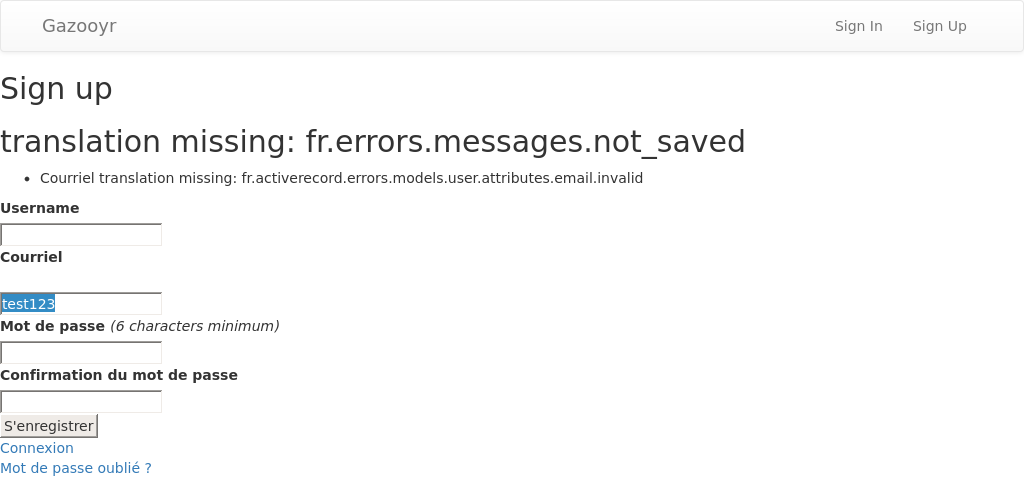 Gazooyr Sign In Sign Up
Sign up
translation missing: fr.errors.messages.not_saved
Courriel translation missing: fr.activerecord.errors.models.user.attributes.email.invalid
Username
Courriel
test123
Mot de passe (6 characters minimum)
Confirmation du mot de passe
S'enregistrer
Connexion
Mot de passe oublié ?